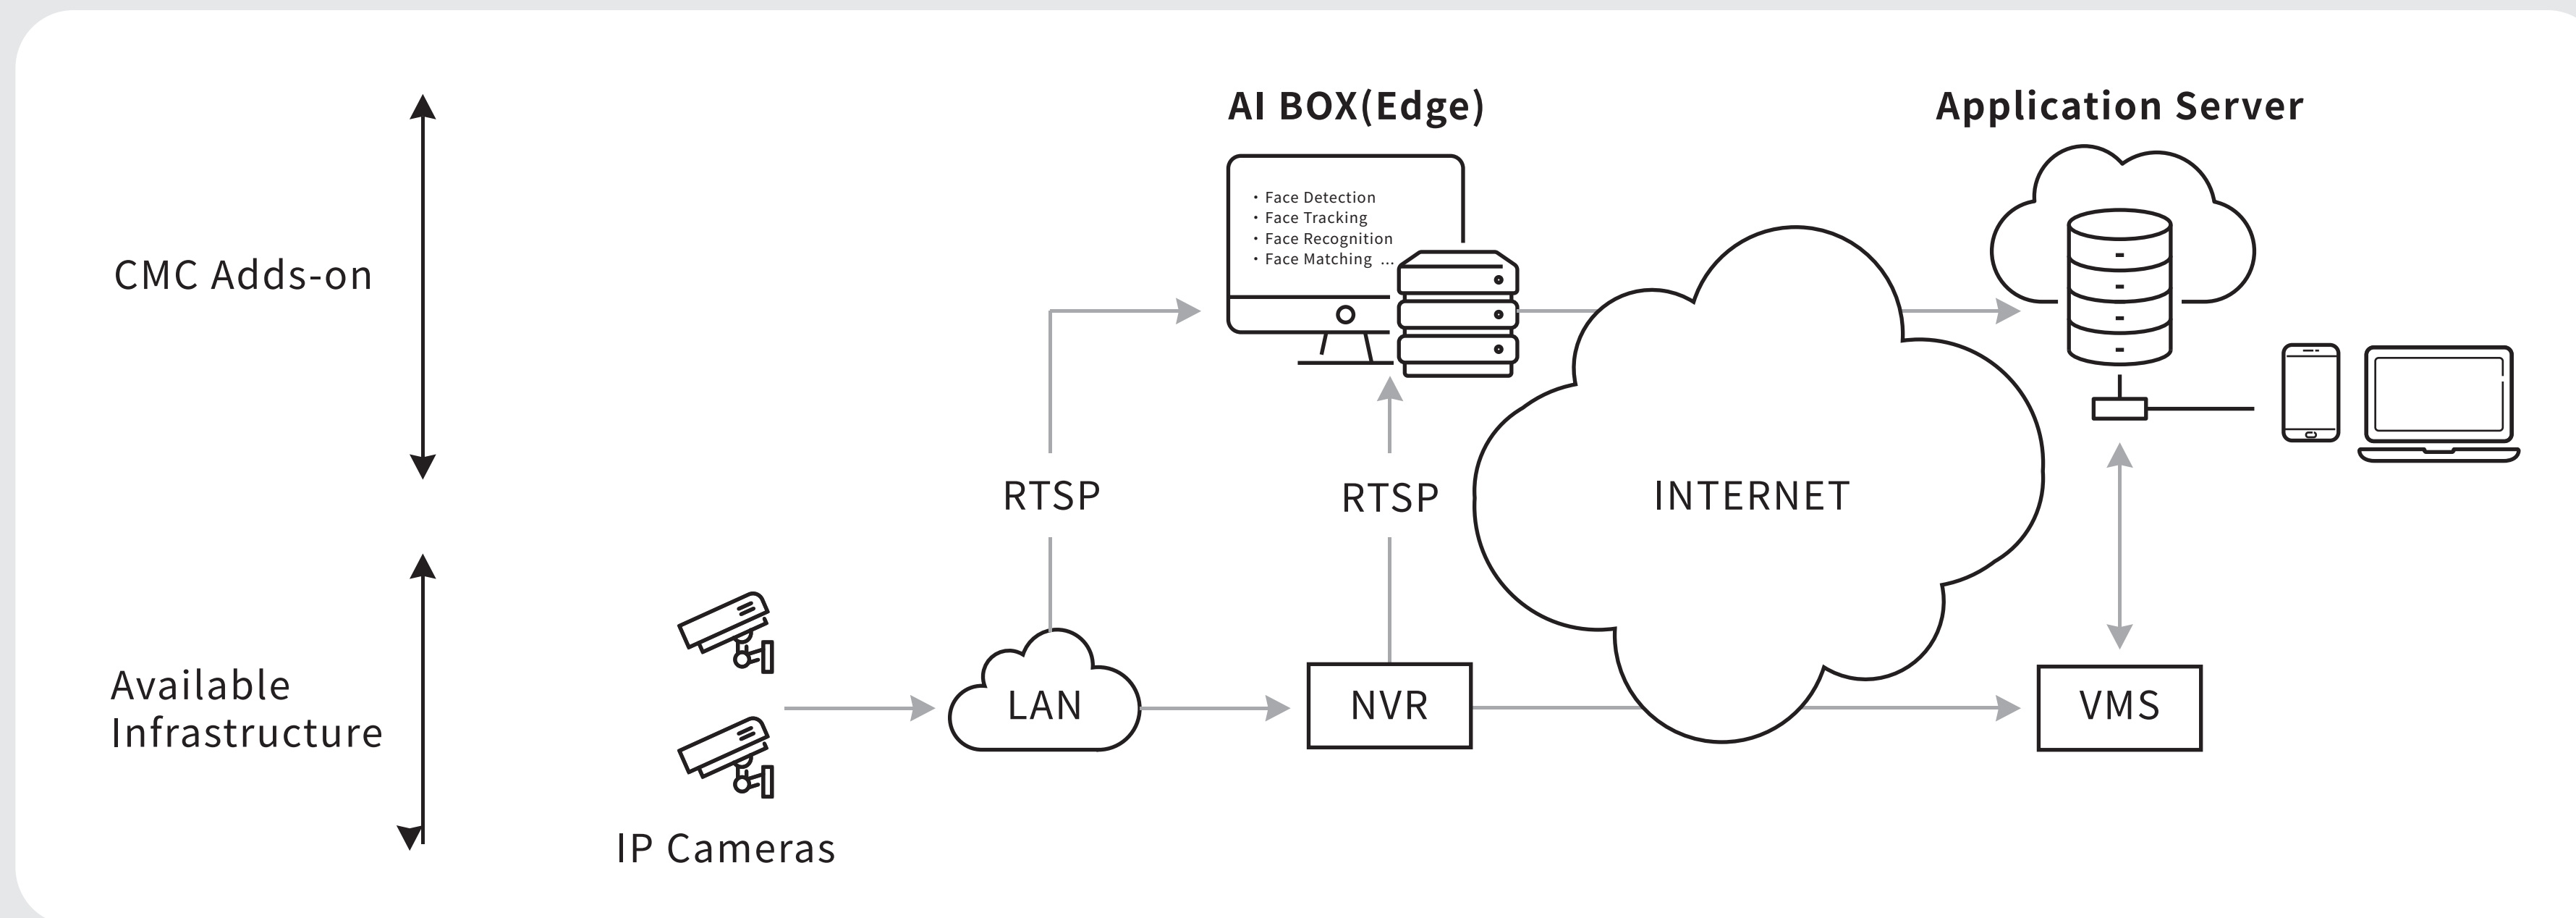 AI BOX(Edge)
Application Server
· Face Detection
· Face Tracking
· Face Recognition
· Face Matching ...
CMC Adds-on
RTSP
RTSP
INTERNET
Available
Infrastructure
LAN
NVR
VMS
IP Cameras